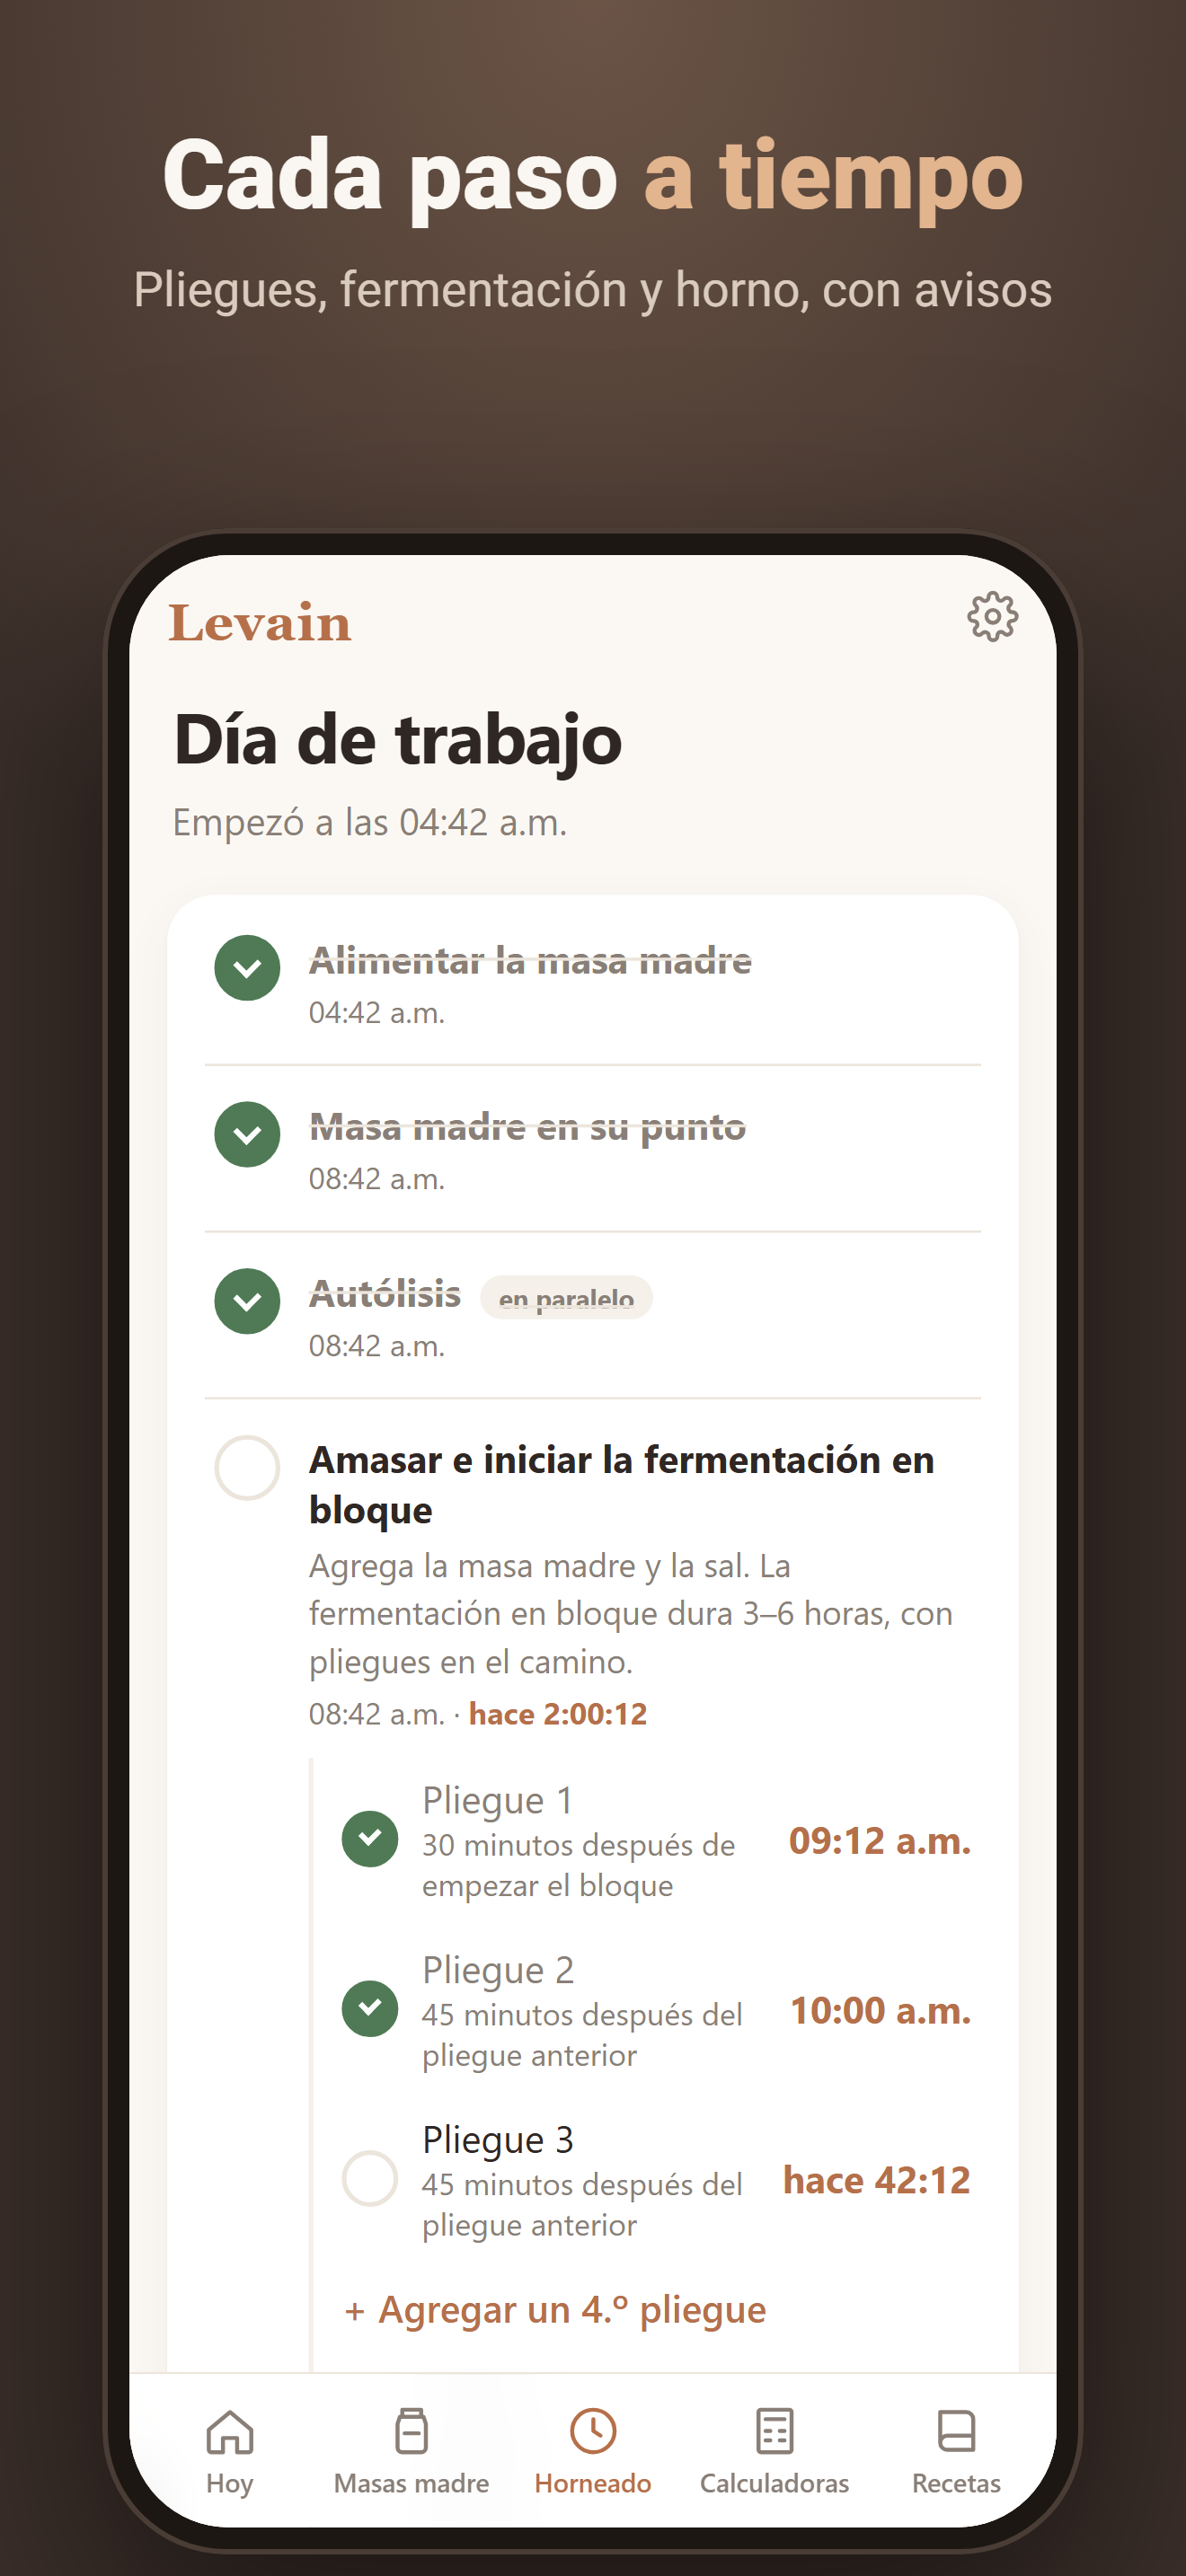 Cada paso a tiempo
Pliegues, fermentación y horno, con avisos
Levain
Día de trabajo
Empezó a las 04:42 a.m.
Alimentar la masa madre
04:42 a.m.
Masa madre en su punto
08:42 a.m.
Autólisis en paralelo
08:42 a.m.
Amasar e iniciar la fermentación en
bloque
Agrega la masa madre y la sal. La
fermentación en bloque dura 3–6 horas, con
pliegues en el camino.
08:42 a.m. · hace 2:00:12
Pliegue 1
30 minutos después de
empezar el bloque
09:12 a.m.
Pliegue 2
45 minutos después del
pliegue anterior
10:00 a.m.
Pliegue 3
45 minutos después del
pliegue anterior
hace 42:12
+ Agregar un 4.º pliegue
Hoy
Masas madre
Horneado
Calculadoras
Recetas